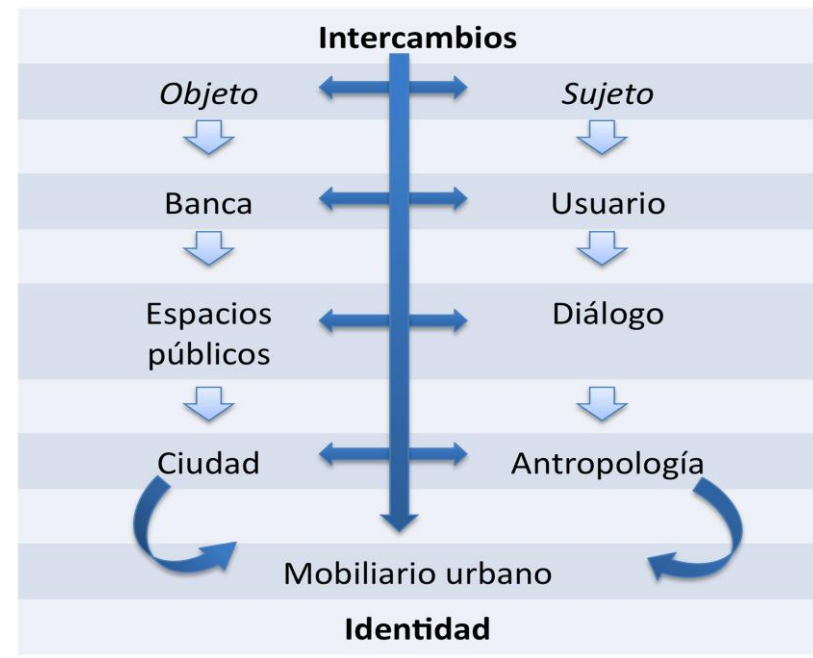 Intercambios
Objeto Sujeto
Banca Usuario
Espacios Diálogo
públicos
Ciudad Antropología
Mobiliario urbano
Identidad